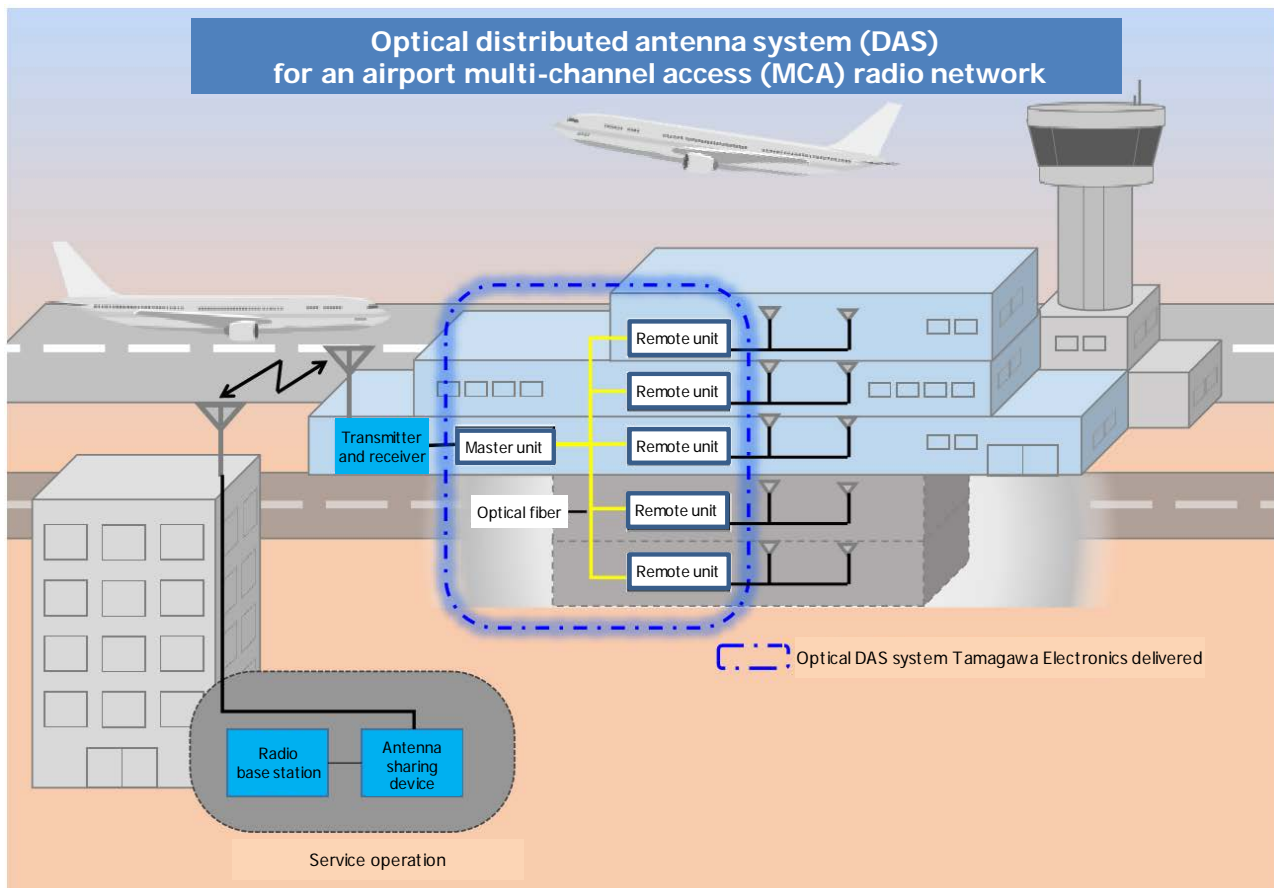 Optical distributed antenna system (DAS)
for an airport multi-channel access (MCA) radio network
Remote unit
Remote unit
Transmitter
and receiver
Master unit
Remote unit
Optical fiber
Remote unit
Remote unit
Optical DAS system Tamagawa Electronics delivered
Radio
base station
Antenna
sharing
device
Service operation